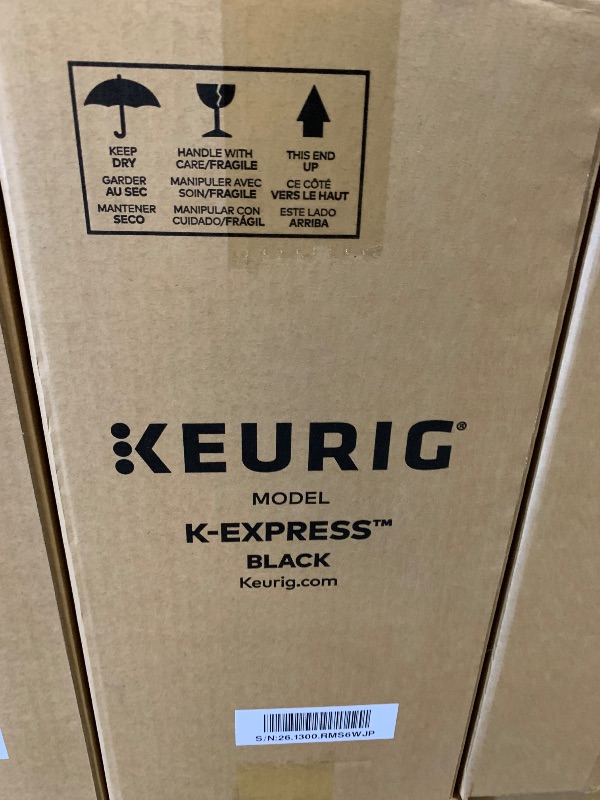 KEEP
DRY
GARDER
AU SEC
MANTENER
SECO
HANDLE WITH
CARE/FRAGILE
MANIPULER AVEC
SOIN/FRAGILE
MANIPULAR CON
CUIDADO/FRÁGIL
THIS END
UP
CE CÔTÉ
VERS LE HAUT
ESTE LADO
ARRIBA
KEURIG®
MODEL
K-EXPRESS™
BLACK
Keurig.com
S/N:26.1300.RMS6WJP